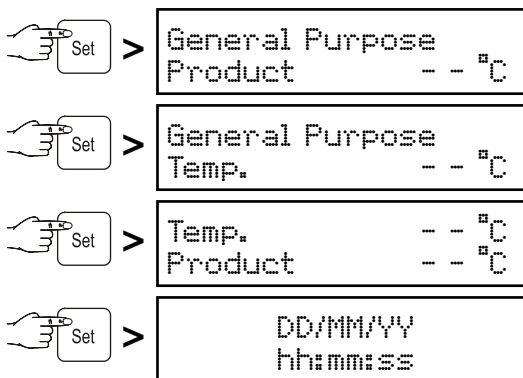 Set > General Purpose
Product -- °C
Set > General Purpose
Temp. -- °C
Set > Temp. -- °C
Product -- °C
Set > DD/MM/YY
hh:mm:ss